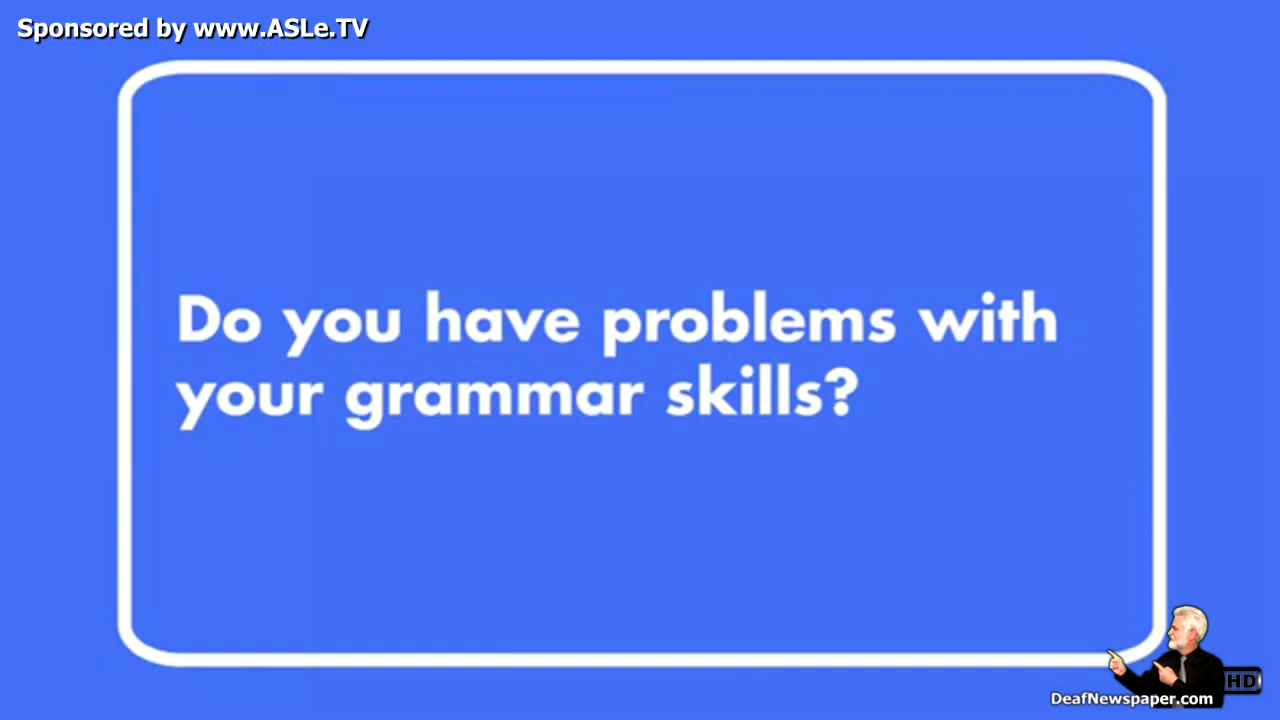 Sponsored by www.ASLe.TV
Do you have problems with
your grammar skills?
HD
DeafNewspaper.com